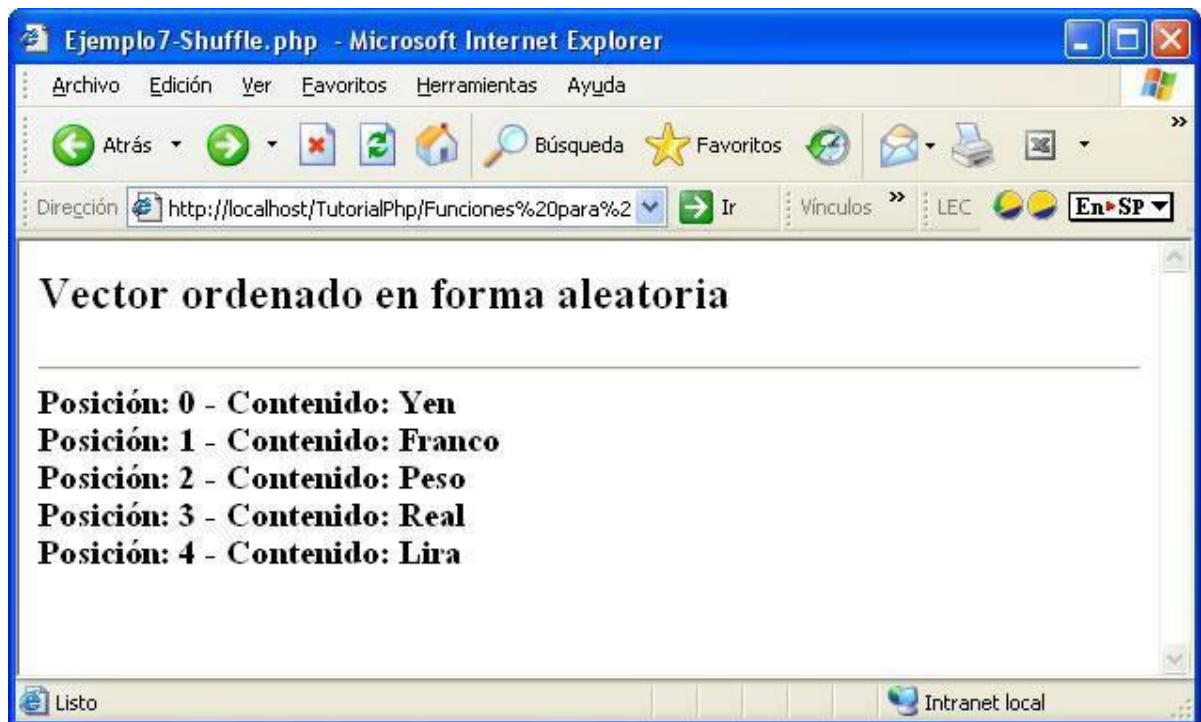 Ejemplo7-Shuffle.php - Microsoft Internet Explorer
Archivo Edición Ver Favoritos Herramientas Ayuda
Atrás Búsqueda Favoritos »
Dirección http://localhost/TutorialPhp/Funciones%20para%2 Ir Vínculos » LEC En SP
Vector ordenado en forma aleatoria
Posición: 0 - Contenido: Yen
Posición: 1 - Contenido: Franco
Posición: 2 - Contenido: Peso
Posición: 3 - Contenido: Real
Posición: 4 - Contenido: Lira
Listo Intranet local